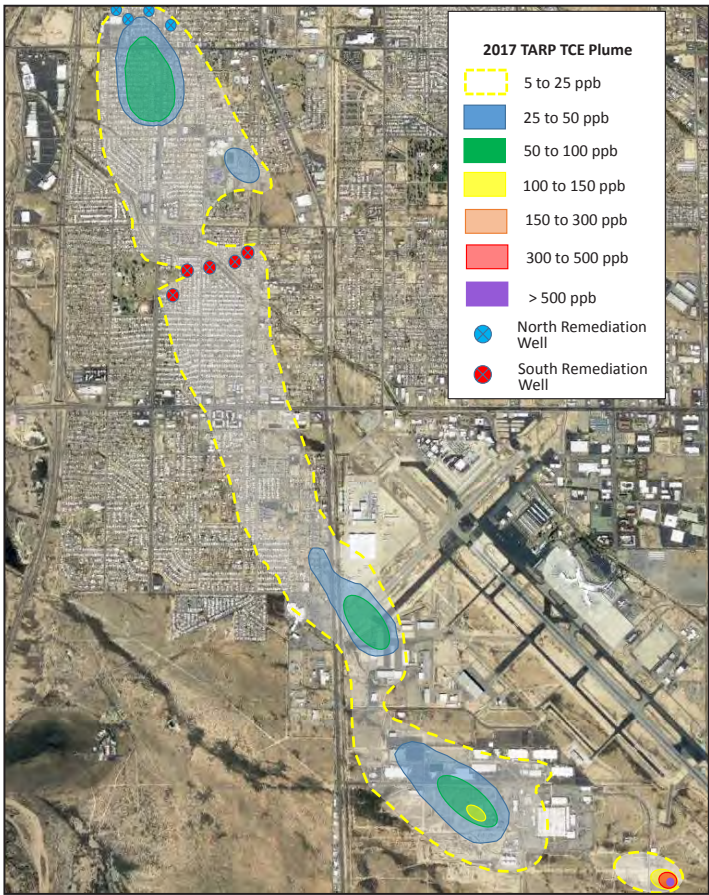 2017 TARP TCE Plume
5 to 25 ppb
25 to 50 ppb
50 to 100 ppb
100 to 150 ppb
150 to 300 ppb
300 to 500 ppb
> 500 ppb
North Remediation
Well
South Remediation
Well